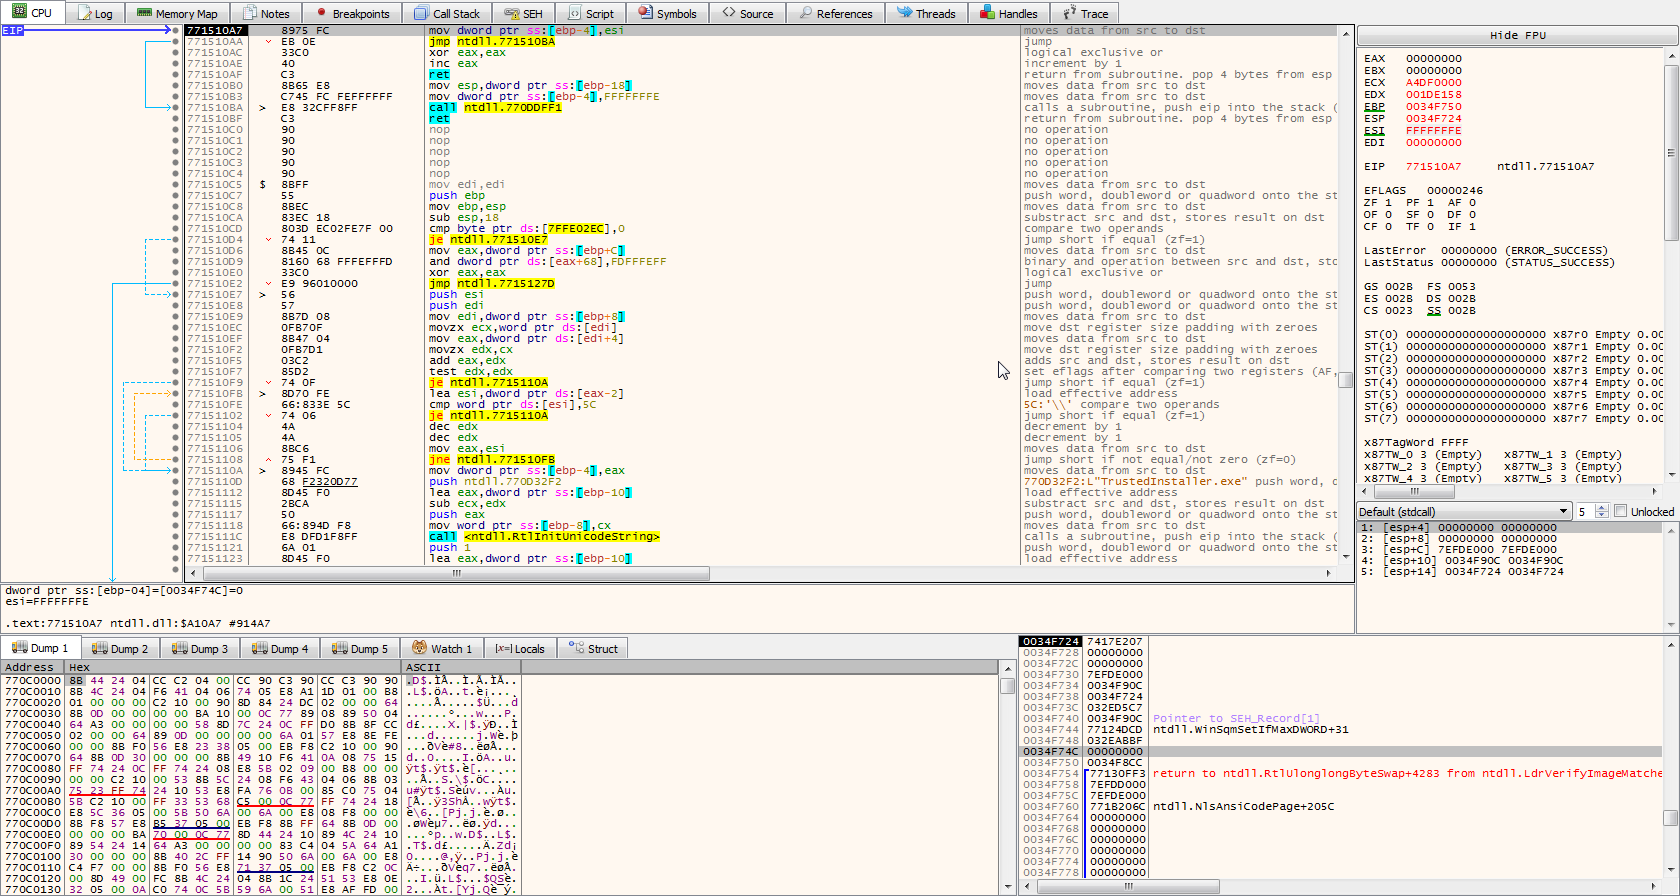 CPU Log Memory Map Notes Breakpoints Call Stack SEH Script Symbols Source References Threads Handles Trace
EIP
771510A7 8975 FC mov dword ptr ss:[ebp-4],esi moves data from src to dst
771510AA EB 0E jmp ntdll.771510BA jump
771510AC 33C0 xor eax,eax logical exclusive or
771510AE 40 inc eax increment by 1
771510AF C3 ret return from subroutine. pop 4 bytes from esp
771510B0 8B65 E8 mov esp,dword ptr ss:[ebp-18] moves data from src to dst
771510B3 C745 FC FEFFFFFF mov dword ptr ss:[ebp-4],FFFFFFFE moves data from src to dst
771510BA > E8 32CFF8FF call ntdll.770DDFF1 calls a subroutine, push eip into the stack (
771510BF C3 ret return from subroutine. pop 4 bytes from esp
771510C0 90 nop no operation
771510C1 90 nop no operation
771510C2 90 nop no operation
771510C3 90 nop no operation
771510C4 90 nop no operation
771510C5 $ 8BFF mov edi,edi moves data from src to dst
771510C7 55 push ebp push word, doubleword or quadword onto the st
771510C8 8BEC mov ebp,esp moves data from src to dst
771510CA 83EC 18 sub esp,18 substract src and dst, stores result on dst
771510CD 803D EC02FE7F 00 cmp byte ptr ds:[7FFE02EC],0 compare two operands
771510D4 74 11 je ntdll.771510E7 jump short if equal (zf=1)
771510D6 8B45 0C mov eax,dword ptr ss:[ebp+C] moves data from src to dst
771510D9 8160 68 FFFEFFFD and dword ptr ds:[eax+68],FDFFFEFF binary and operation between src and dst, sto
771510E0 33C0 xor eax,eax logical exclusive or
771510E2 E9 96010000 jmp ntdll.7715127D jump
771510E7 > 56 push esi push word, doubleword or quadword onto the st
771510E8 57 push edi push word, doubleword or quadword onto the st
771510E9 8B7D 08 mov edi,dword ptr ss:[ebp+8] moves data from src to dst
771510EC 0FB70F movzx ecx,word ptr ds:[edi] move dst register size padding with zeroes
771510EF 8B47 04 mov eax,dword ptr ds:[edi+4] moves data from src to dst
771510F2 0FB7D1 movzx edx,cx move dst register size padding with zeroes
771510F5 03C2 add eax,edx adds src and dst, stores result on dst
771510F7 85D2 test edx,edx set eflags after comparing two registers (AF,
771510F9 74 0F je ntdll.7715110A jump short if equal (zf=1)
771510FB > 8D70 FE lea esi,dword ptr ds:[eax-2] load effective address
771510FE 66:833E 5C cmp word ptr ds:[esi],5C 5C:'\\' compare two operands
77151102 74 06 je ntdll.7715110A jump short if equal (zf=1)
77151104 4A dec edx decrement by 1
77151105 4A dec edx decrement by 1
77151106 8BC6 mov eax,esi moves data from src to dst
77151108 75 F1 jne ntdll.771510FB jump short if not equal/not zero (zf=0)
7715110A > 8945 FC mov dword ptr ss:[ebp-4],eax moves data from src to dst
7715110D 68 F2320D77 push ntdll.770D32F2 770D32F2:L"TrustedInstaller.exe" push word, d
77151112 8D45 F0 lea eax,dword ptr ss:[ebp-10] load effective address
77151115 2BCA sub ecx,edx substract src and dst, stores result on dst
77151117 50 push eax push word, doubleword or quadword onto the st
77151118 66:894D F8 mov word ptr ss:[ebp-8],cx moves data from src to dst
7715111C E8 DFD1F8FF call <ntdll.RtlInitUnicodeString> calls a subroutine, push eip into the stack (
77151121 6A 01 push 1 push word, doubleword or quadword onto the st
77151123 8D45 F0 lea eax,dword ptr ss:[ebp-10] load effective address
Hide FPU
EAX 00000000
EBX 00000000
ECX A4DF0000
EDX 001DE158
EBP 0034F750
ESP 0034F724
ESI FFFFFFFE
EDI 00000000
EIP 771510A7 ntdll.771510A7
EFLAGS 00000246
ZF 1 PF 1 AF 0
OF 0 SF 0 DF 0
CF 0 TF 0 IF 1
LastError 00000000 (ERROR_SUCCESS)
LastStatus 00000000 (STATUS_SUCCESS)
GS 002B FS 0053
ES 002B DS 002B
CS 0023 SS 002B
ST(0) 00000000000000000000 x87r0 Empty 0.00
ST(1) 00000000000000000000 x87r1 Empty 0.00
ST(2) 00000000000000000000 x87r2 Empty 0.00
ST(3) 00000000000000000000 x87r3 Empty 0.00
ST(4) 00000000000000000000 x87r4 Empty 0.00
ST(5) 00000000000000000000 x87r5 Empty 0.00
ST(6) 00000000000000000000 x87r6 Empty 0.00
ST(7) 00000000000000000000 x87r7 Empty 0.00
x87TagWord FFFF
x87TW_0 3 (Empty) x87TW_1 3 (Empty)
x87TW_2 3 (Empty) x87TW_3 3 (Empty)
x87TW_4 3 (Empty) x87TW_5 3 (Empty)
Default (stdcall) 5 Unlocked
1: [esp+4] 00000000 00000000
2: [esp+8] 00000000 00000000
3: [esp+C] 7EFDE000 7EFDE000
4: [esp+10] 0034F90C 0034F90C
5: [esp+14] 0034F724 0034F724
dword ptr ss:[ebp-04]=[0034F74C]=0
esi=FFFFFFFE
.text:771510A7 ntdll.dll:$A10A7 #914A7
Dump 1 Dump 2 Dump 3 Dump 4 Dump 5 Watch 1 Locals Struct
Address Hex ASCII
770C0000 8B 44 24 04 CC C2 04 00 CC 90 C3 90 CC C3 90 90
770C0010 8B 4C 24 04 F6 41 04 06 74 05 E8 A1 1D 01 00 B8
770C0020 01 00 00 00 C2 10 00 90 8D 84 24 DC 02 00 00 64
770C0030 8B 0D 00 00 00 00 BA 10 00 0C 77 89 08 89 50 04
770C0040 64 A3 00 00 00 00 58 8D 7C 24 0C FF D0 8B 8F CC
770C0050 02 00 00 64 89 0D 00 00 00 00 6A 01 57 E8 8E FE
770C0060 00 00 8B F0 56 E8 23 38 05 00 EB F8 C2 10 00 90
770C0070 64 8B 0D 30 00 00 00 8B 49 10 F6 41 0A 08 75 15
770C0080 FF 74 24 0C FF 74 24 08 E8 5B 02 09 00 B8 00 00
770C0090 00 00 C2 10 00 53 8B 5C 24 08 F6 43 04 06 8B 03
770C00A0 75 23 FF 74 24 10 53 E8 FA 76 0B 00 85 C0 75 04
770C00B0 5B C2 10 00 FF 33 53 68 C5 00 0C 77 FF 74 24 18
770C00C0 E8 5C 36 05 00 5B 50 6A 00 6A 00 E8 08 F8 00 00
770C00D0 8B F8 57 E8 B5 37 05 00 EB F8 8B FF 64 8B 0D 00
770C00E0 00 00 00 BA 70 00 0C 77 8D 44 24 10 89 4C 24 10
770C00F0 89 54 24 14 64 A3 00 00 00 00 83 C4 04 5A 64 A1
770C0100 30 00 00 00 8B 40 2C FF 14 90 50 6A 00 6A 00 E8
770C0110 C4 F7 00 00 8B F0 56 E8 71 37 05 00 EB F8 C2 0C
770C0120 00 8D 49 00 FC 8B 4C 24 04 8B 1C 24 51 53 E8 0E
770C0130 32 05 00 0A C0 74 0C 5B 59 6A 00 51 E8 AF FD 00
0034F724 7417E207
0034F728 00000000
0034F72C 00000000
0034F730 7EFDE000
0034F734 0034F90C
0034F738 0034F724
0034F73C 032ED5C7
0034F740 0034F90C Pointer to SEH_Record[1]
0034F744 77124DCD ntdll.WinSqmSetIfMaxDWORD+31
0034F748 032EABBF
0034F74C 00000000
0034F750 0034F8CC
0034F754 77130FF3 return to ntdll.RtlUlonglongByteSwap+4283 from ntdll.LdrVerifyImageMatche
0034F758 7EFDD000
0034F75C 7EFDE000
0034F760 771B206C ntdll.NlsAnsiCodePage+205C
0034F764 00000000
0034F768 00000000
0034F76C 00000000
0034F770 00000000
0034F774 00000000
0034F778 00000000